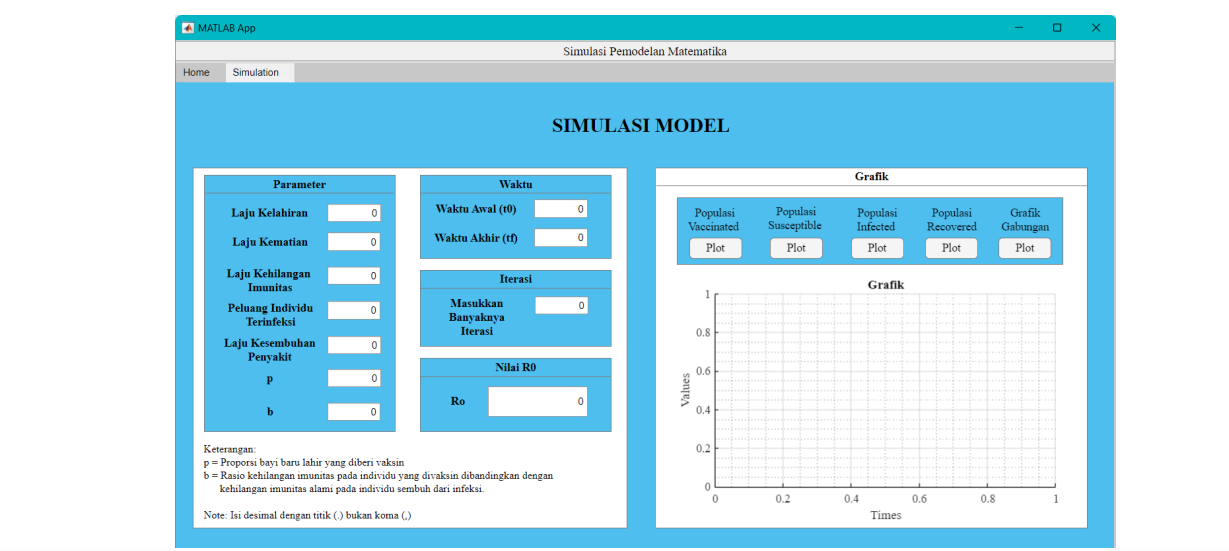 MATLAB App
Simulasi Pemodelan Matematika
Home Simulation
SIMULASI MODEL
Parameter
Laju Kelahiran 0
Laju Kematian 0
Laju Kehilangan 0
Imunitas
Peluang Individu 0
Terinfeksi
Laju Kesembuhan 0
Penyakit
p 0
b 0
Waktu
Waktu Awal (t0) 0
Waktu Akhir (tf) 0
Iterasi
Masukkan 0
Banyaknya
Iterasi
Nilai R0
Ro 0
Keterangan:
p = Proporsi bayi baru lahir yang diberi vaksin
b = Rasio kehilangan imunitas pada individu yang divaksin dibandingkan dengan
kehilangan imunitas alami pada individu sembuh dari infeksi.
Note: Isi desimal dengan titik (.) bukan koma (,)
Grafik
Populasi Populasi Populasi Populasi Grafik
Vaccinated Susceptible Infected Recovered Gabungan
Plot Plot Plot Plot Plot
Grafik
1
0.8
0.6
0.4
0.2
0
Values
0 0.2 0.4 0.6 0.8 1
Times